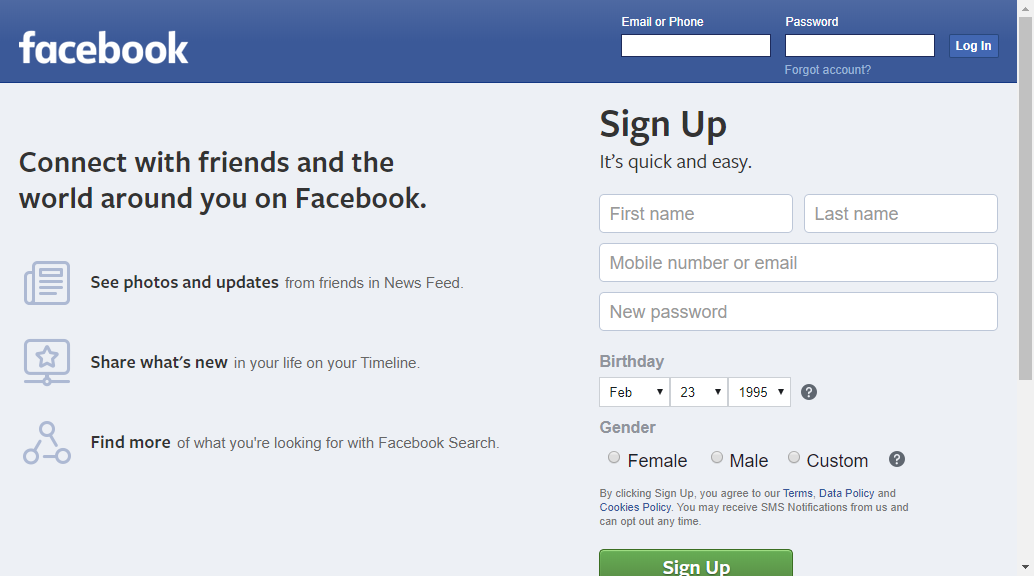 facebook
Email or Phone
Password
Log In
Forgot account?
Connect with friends and the
world around you on Facebook.
See photos and updates from friends in News Feed.
Share what's new in your life on your Timeline.
Find more of what you're looking for with Facebook Search.
Sign Up
It's quick and easy.
First name
Last name
Mobile number or email
New password
Birthday
Feb 23 1995 ?
Gender
Female Male Custom ?
By clicking Sign Up, you agree to our Terms, Data Policy and
Cookies Policy. You may receive SMS Notifications from us and
can opt out any time.
Sign Up